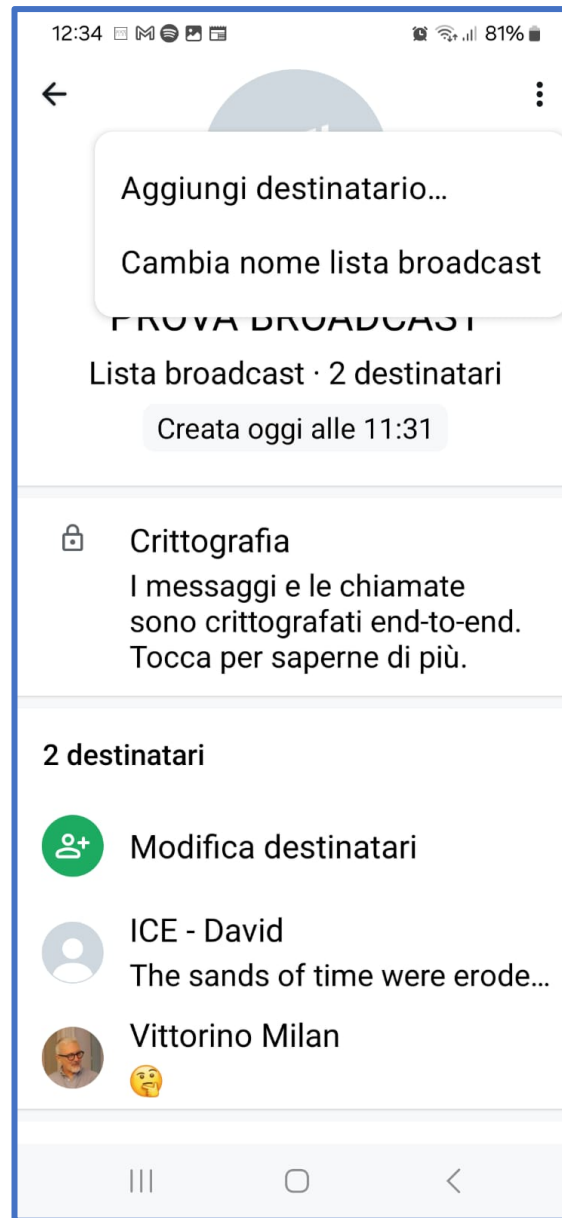 12:34
81%
Aggiungi destinatario...
Cambia nome lista broadcast
PROVA BROADCAST
Lista broadcast · 2 destinatari
Creata oggi alle 11:31
Crittografia
I messaggi e le chiamate
sono crittografati end-to-end.
Tocca per saperne di più.
2 destinatari
Modifica destinatari
ICE - David
The sands of time were erode...
Vittorino Milan
🤔